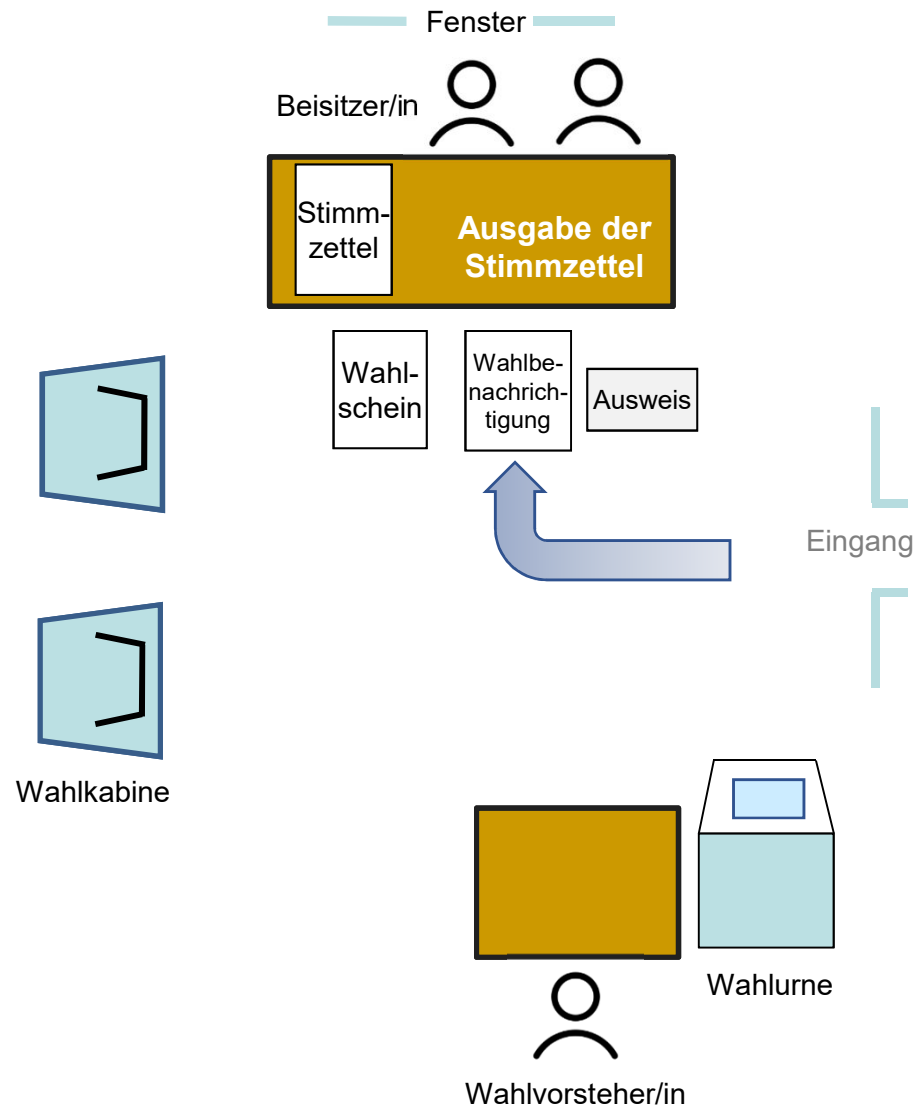 Fenster
Beisitzer/in
Stimm-
zettel
Ausgabe der
Stimmzettel
Wahl-
schein
Wahlbe-
nachrich-
tigung
Ausweis
Eingang
Wahlkabine
Wahlurne
Wahlvorsteher/in